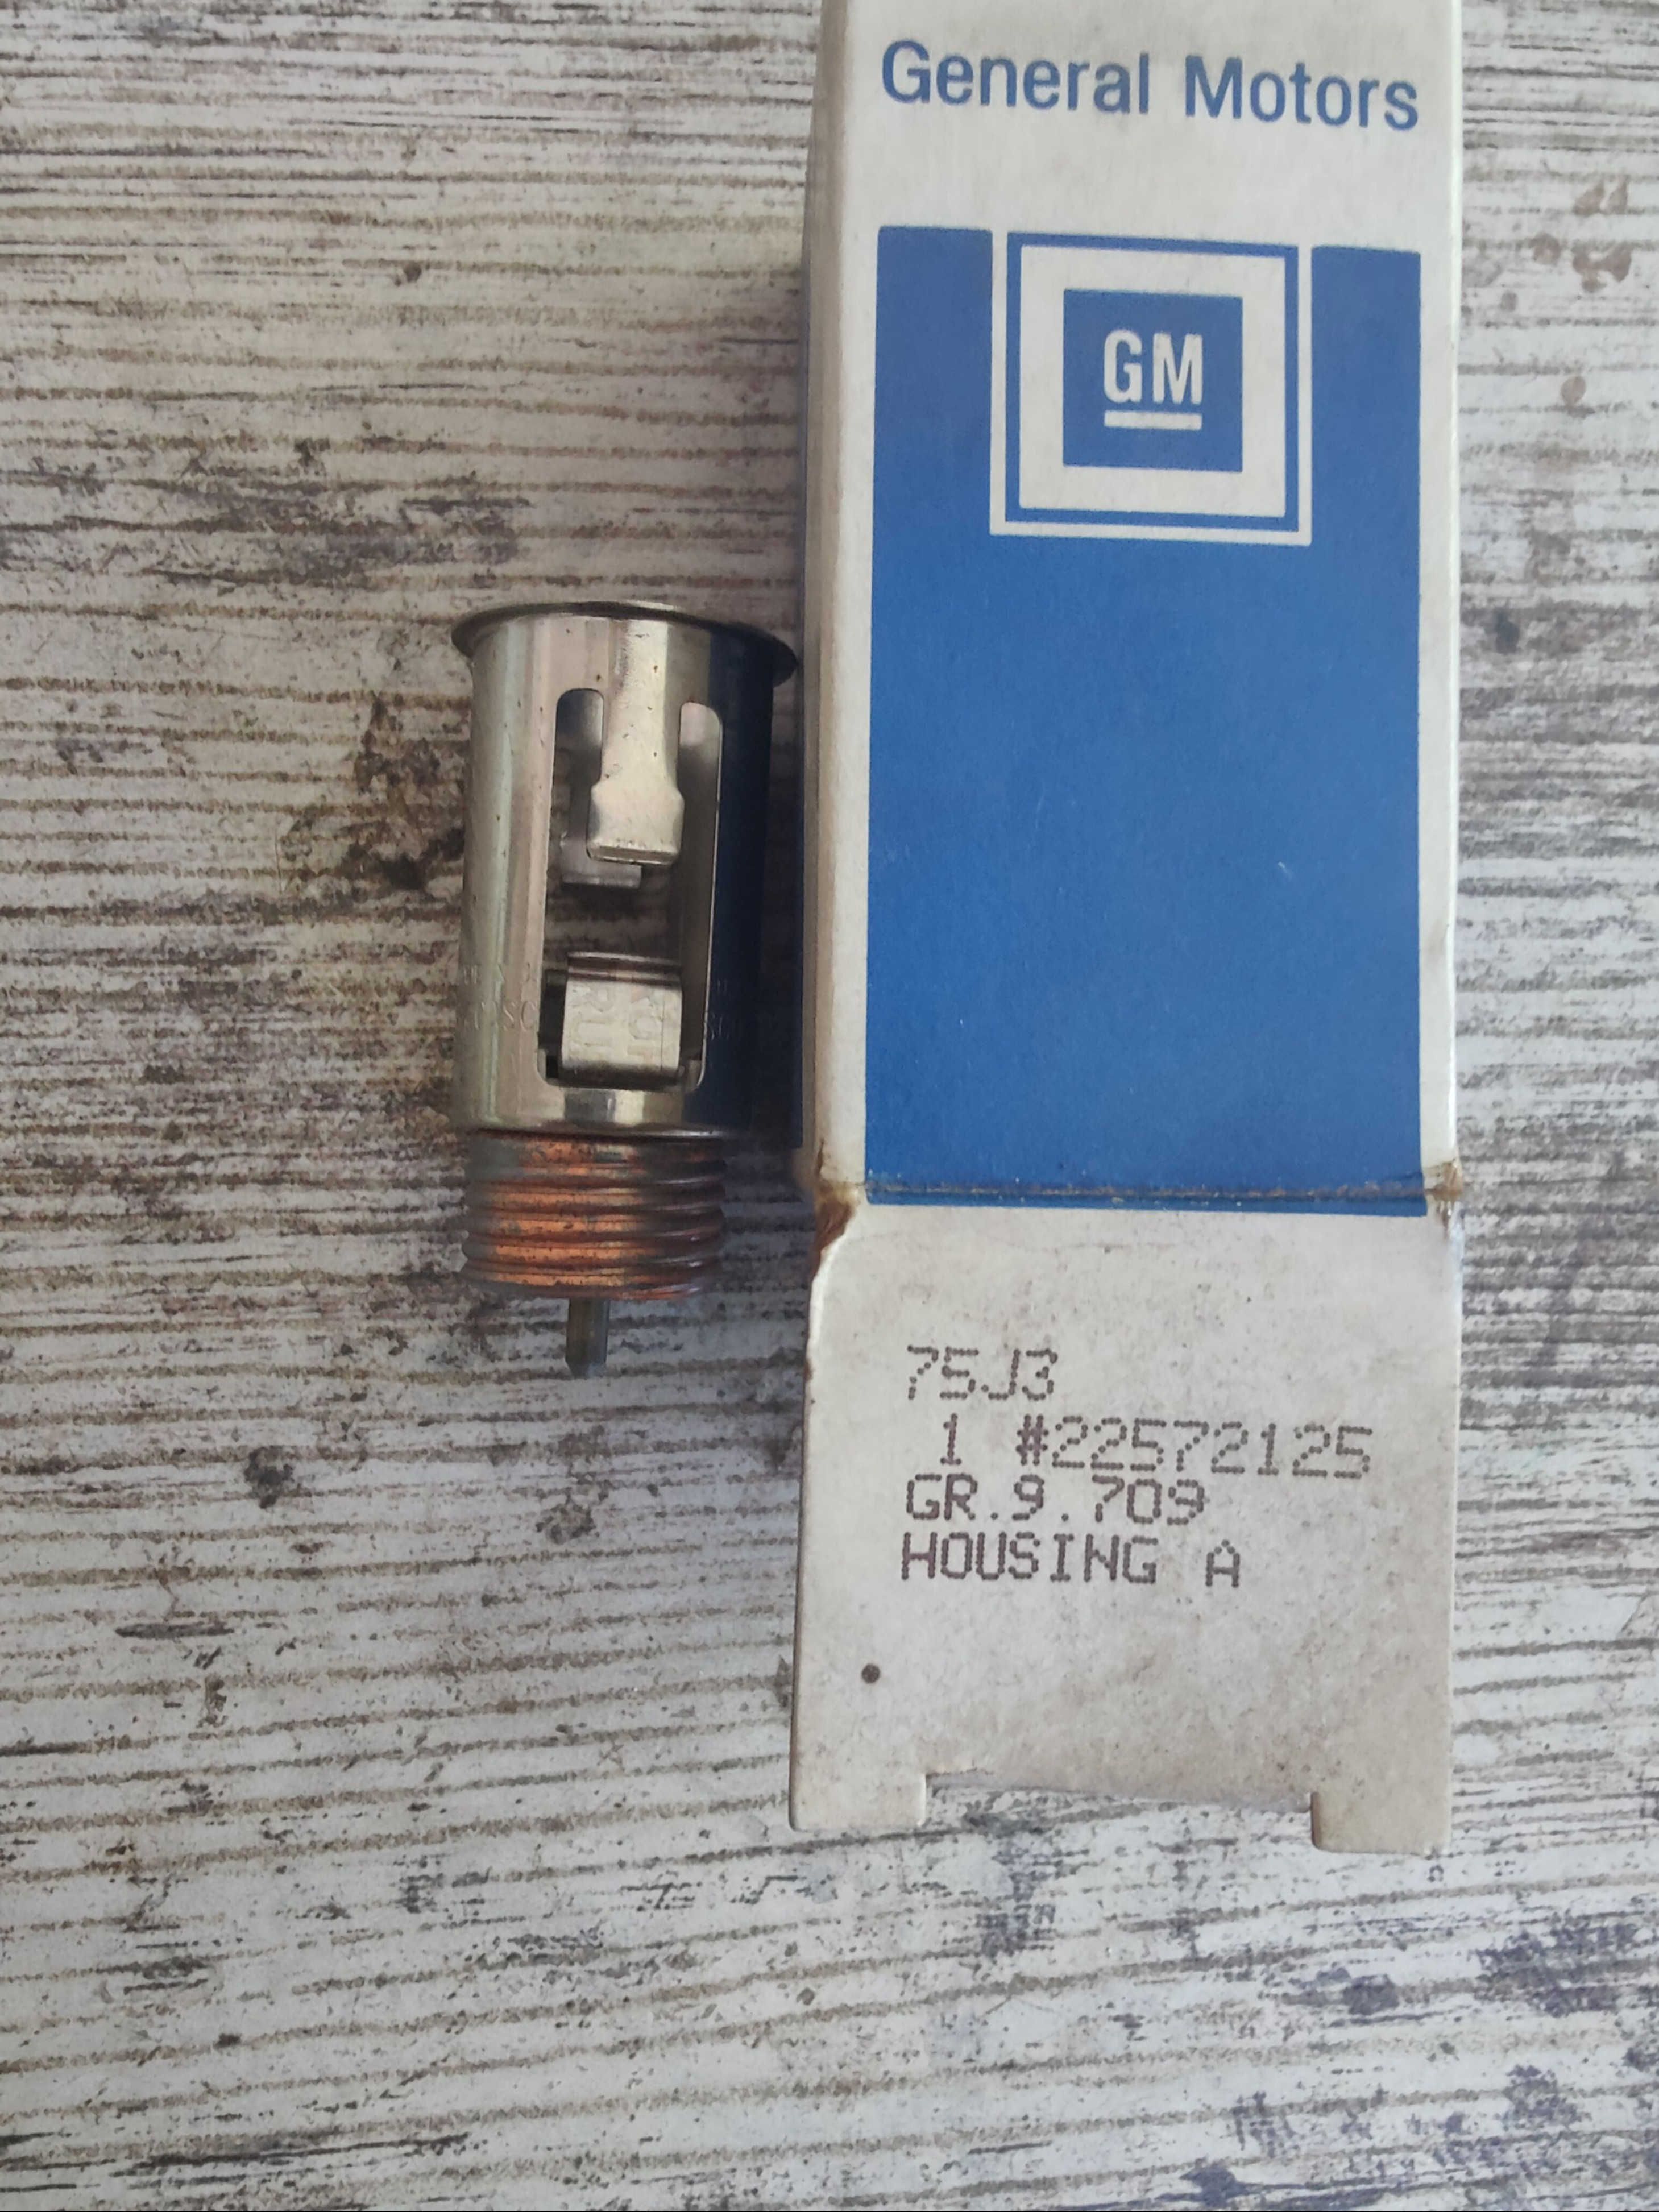 General Motors
GM
75J3
1 #22572125
GR.9.709
HOUSING A